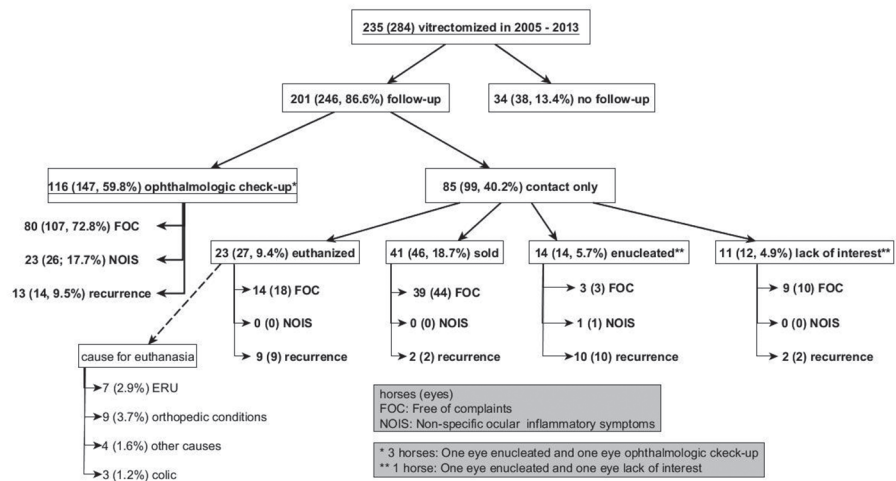 235 (284) vitrectomized in 2005 - 2013
201 (246, 86.6%) follow-up
34 (38, 13.4%) no follow-up
116 (147, 59.8%) ophthalmologic check-up*
85 (99, 40.2%) contact only
80 (107, 72.8%) FOC
23 (26; 17.7%) NOIS
13 (14, 9.5%) recurrence
23 (27, 9.4%) euthanized
41 (46, 18.7%) sold
14 (14, 5.7%) enucleated**
11 (12, 4.9%) lack of interest**
14 (18) FOC
0 (0) NOIS
9 (9) recurrence
39 (44) FOC
0 (0) NOIS
2 (2) recurrence
3 (3) FOC
1 (1) NOIS
10 (10) recurrence
9 (10) FOC
0 (0) NOIS
2 (2) recurrence
cause for euthanasia
7 (2.9%) ERU
9 (3.7%) orthopedic conditions
4 (1.6%) other causes
3 (1.2%) colic
horses (eyes)
FOC: Free of complaints
NOIS: Non-specific ocular inflammatory symptoms
* 3 horses: One eye enucleated and one eye ophthalmologic ckeck-up
** 1 horse: One eye enucleated and one eye lack of interest